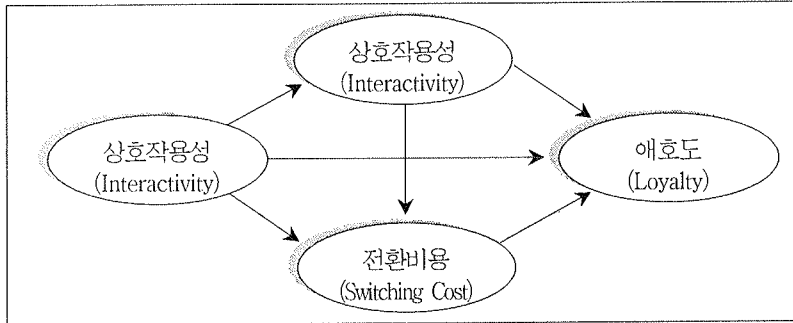 상호작용성
(Interactivity)
상호작용성
(Interactivity)
애호도
(Loyalty)
전환비용
(Switching Cost)